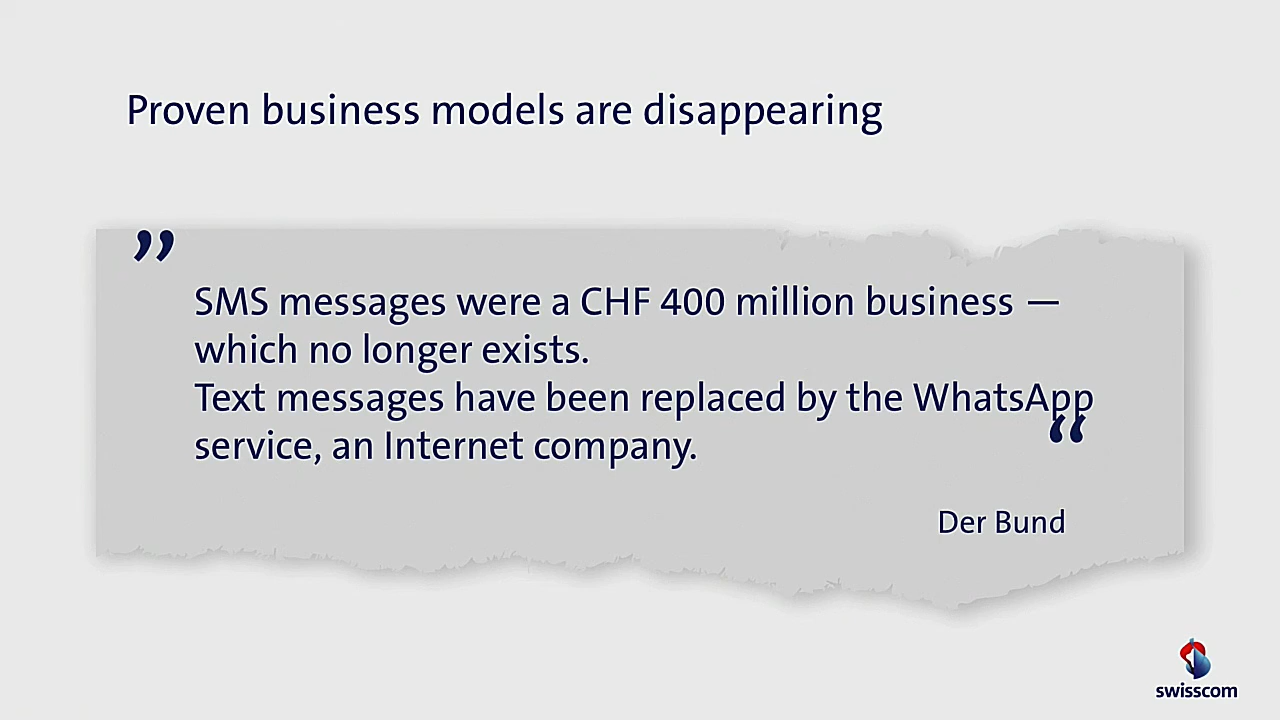 Proven business models are disappearing
”
SMS messages were a CHF 400 million business —
which no longer exists.
Text messages have been replaced by the WhatsApp
service, an Internet company.
“
Der Bund
swisscom